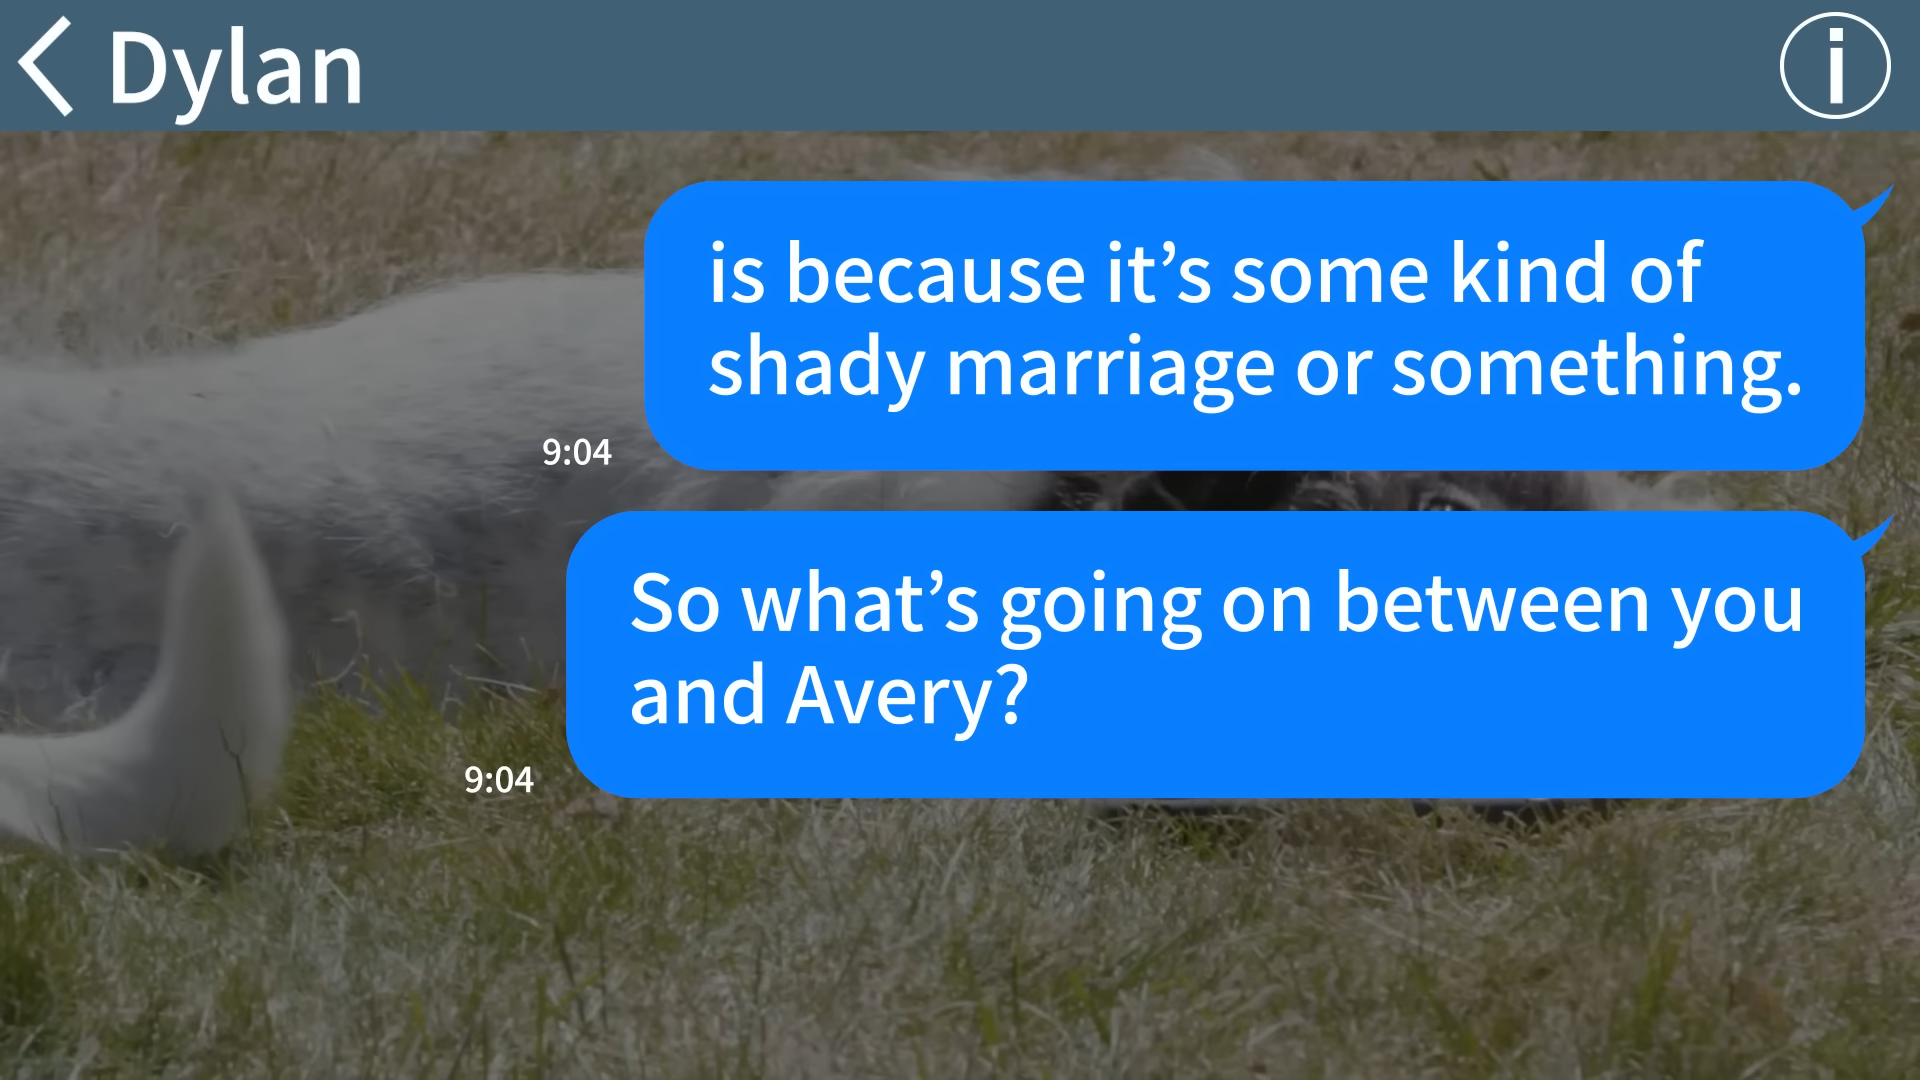 Dylan
is because it’s some kind of
shady marriage or something.
9:04
So what’s going on between you
and Avery?
9:04